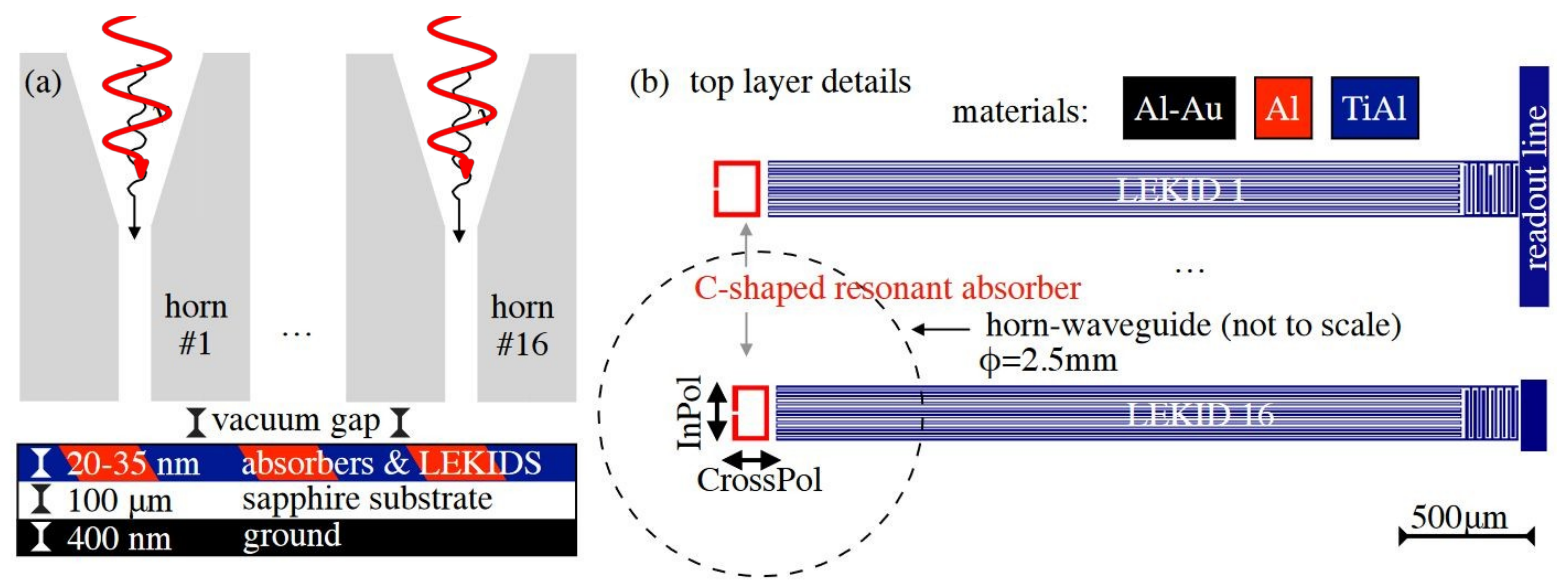 (a)
horn
#1
...
horn
#16
vacuum gap
20-35 nm absorbers & LEKIDS
100 μm sapphire substrate
400 nm ground
(b) top layer details
materials: Al-Au Al TiAl
LEKID 1
readout line
...
C-shaped resonant absorber
horn-waveguide (not to scale)
ϕ=2.5mm
InPol
LEKID 16
CrossPol
500μm